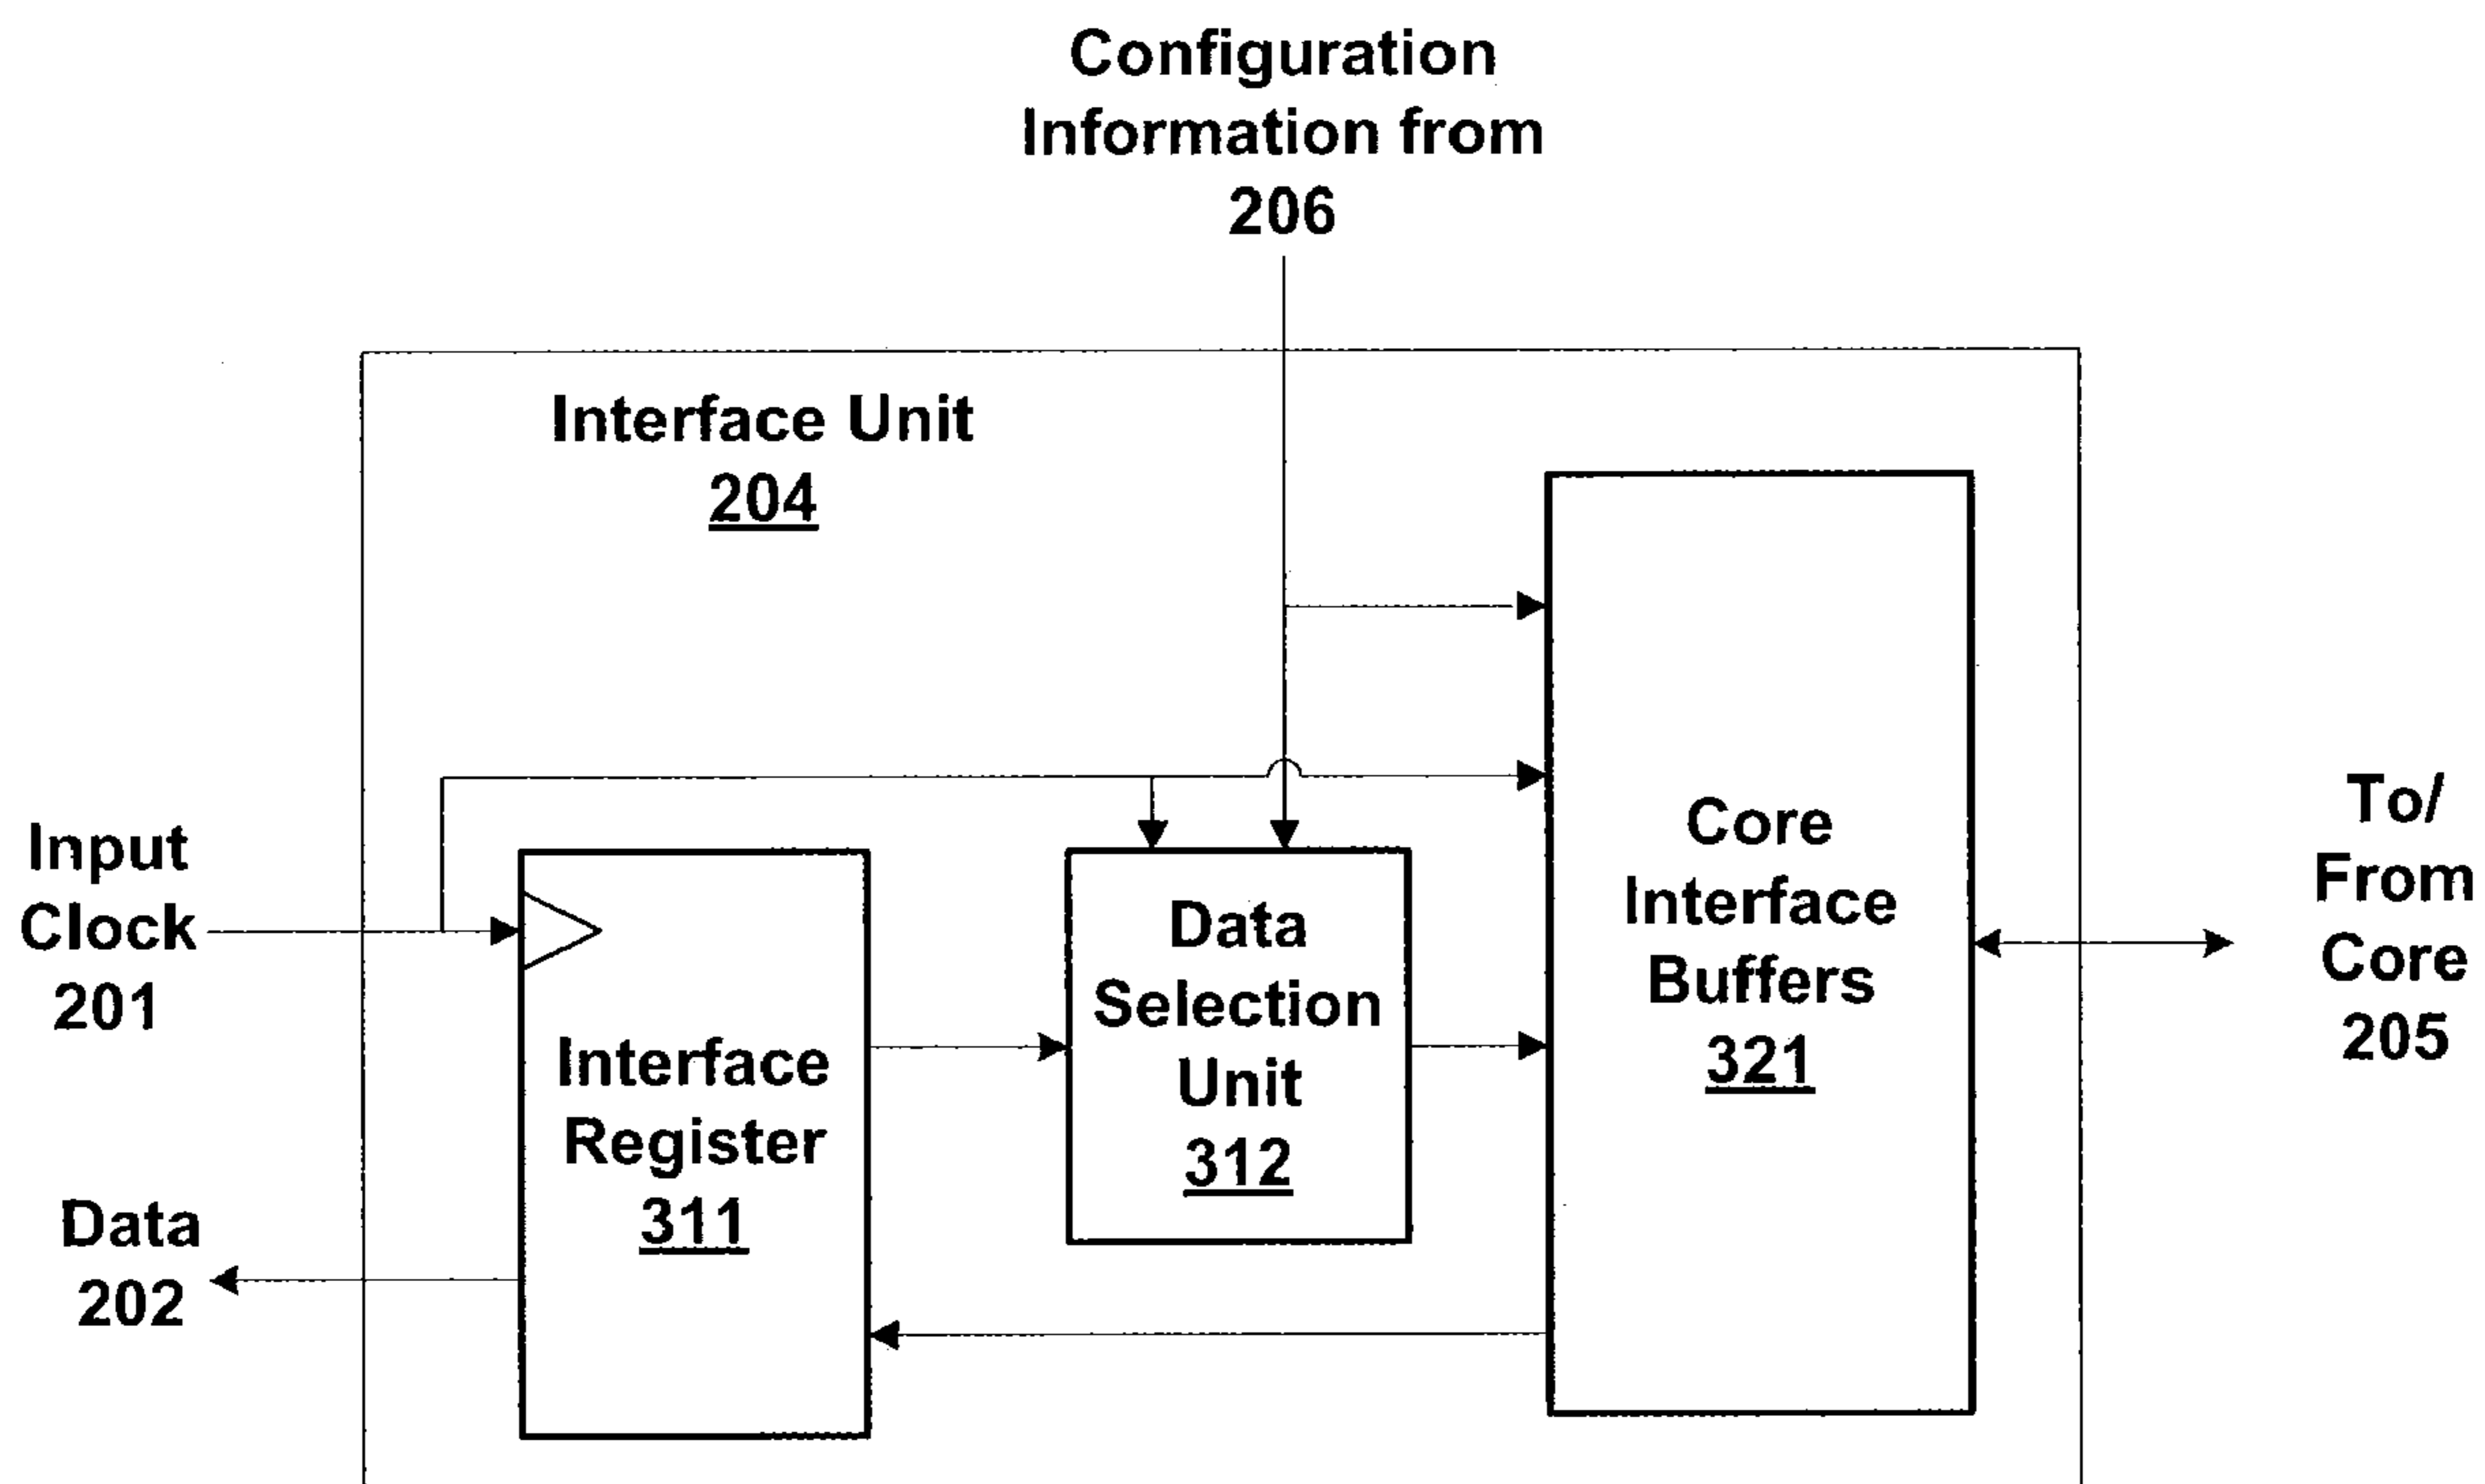 Configuration
Information from
206
Interface Unit
204
Input
Clock
201
Data
202
Interface
Register
311
Data
Selection
Unit
312
Core
Interface
Buffers
321
To/
From
Core
205